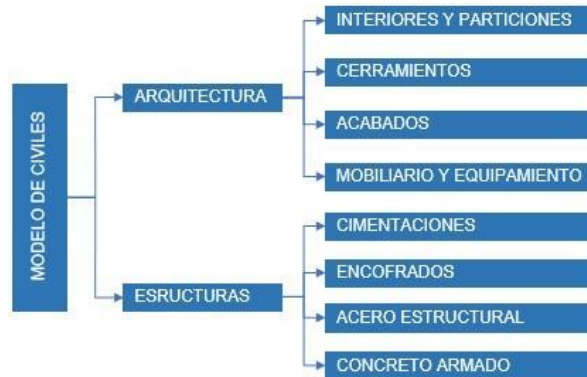 MODELO DE CIVILES
ARQUITECTURA
INTERIORES Y PARTICIONES
CERRAMIENTOS
ACABADOS
MOBILIARIO Y EQUIPAMIENTO
ESRUCTURAS
CIMENTACIONES
ENCOFRADOS
ACERO ESTRUCTURAL
CONCRETO ARMADO